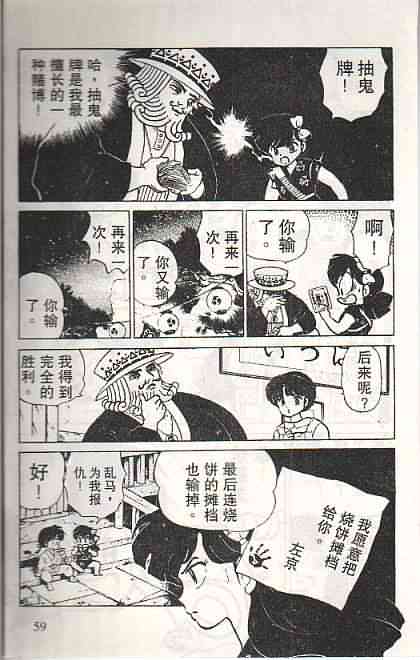 抽鬼
牌！
哈，抽鬼
牌是我最
擅长的一
种赌博！
啊！
你输
了。
再来一
次！
你又输
了。
再来一
次！
你输
了。
后来呢？
いろは
我得到
完全的
胜利。
我愿意把
烧饼摊档
给你。
左京
最后连烧
饼的摊档
也输掉。
乱马，
为我报
仇！
好！
59